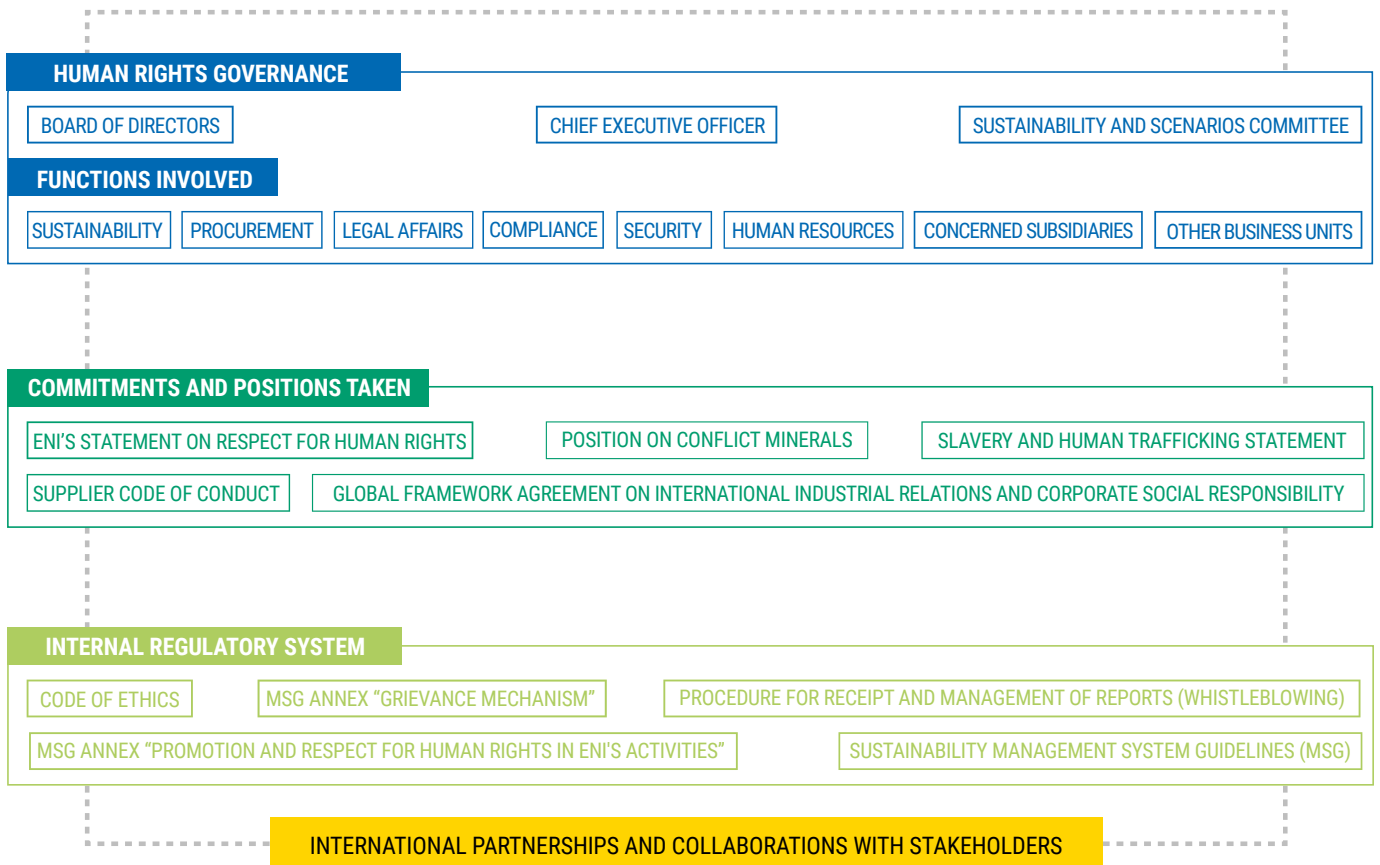 HUMAN RIGHTS GOVERNANCE
BOARD OF DIRECTORS
CHIEF EXECUTIVE OFFICER
SUSTAINABILITY AND SCENARIOS COMMITTEE
FUNCTIONS INVOLVED
SUSTAINABILITY
PROCUREMENT
LEGAL AFFAIRS
COMPLIANCE
SECURITY
HUMAN RESOURCES
CONCERNED SUBSIDIARIES
OTHER BUSINESS UNITS
COMMITMENTS AND POSITIONS TAKEN
ENI’S STATEMENT ON RESPECT FOR HUMAN RIGHTS
POSITION ON CONFLICT MINERALS
SLAVERY AND HUMAN TRAFFICKING STATEMENT
SUPPLIER CODE OF CONDUCT
GLOBAL FRAMEWORK AGREEMENT ON INTERNATIONAL INDUSTRIAL RELATIONS AND CORPORATE SOCIAL RESPONSIBILITY
INTERNAL REGULATORY SYSTEM
CODE OF ETHICS
MSG ANNEX “GRIEVANCE MECHANISM”
PROCEDURE FOR RECEIPT AND MANAGEMENT OF REPORTS (WHISTLEBLOWING)
MSG ANNEX “PROMOTION AND RESPECT FOR HUMAN RIGHTS IN ENI’S ACTIVITIES”
SUSTAINABILITY MANAGEMENT SYSTEM GUIDELINES (MSG)
INTERNATIONAL PARTNERSHIPS AND COLLABORATIONS WITH STAKEHOLDERS